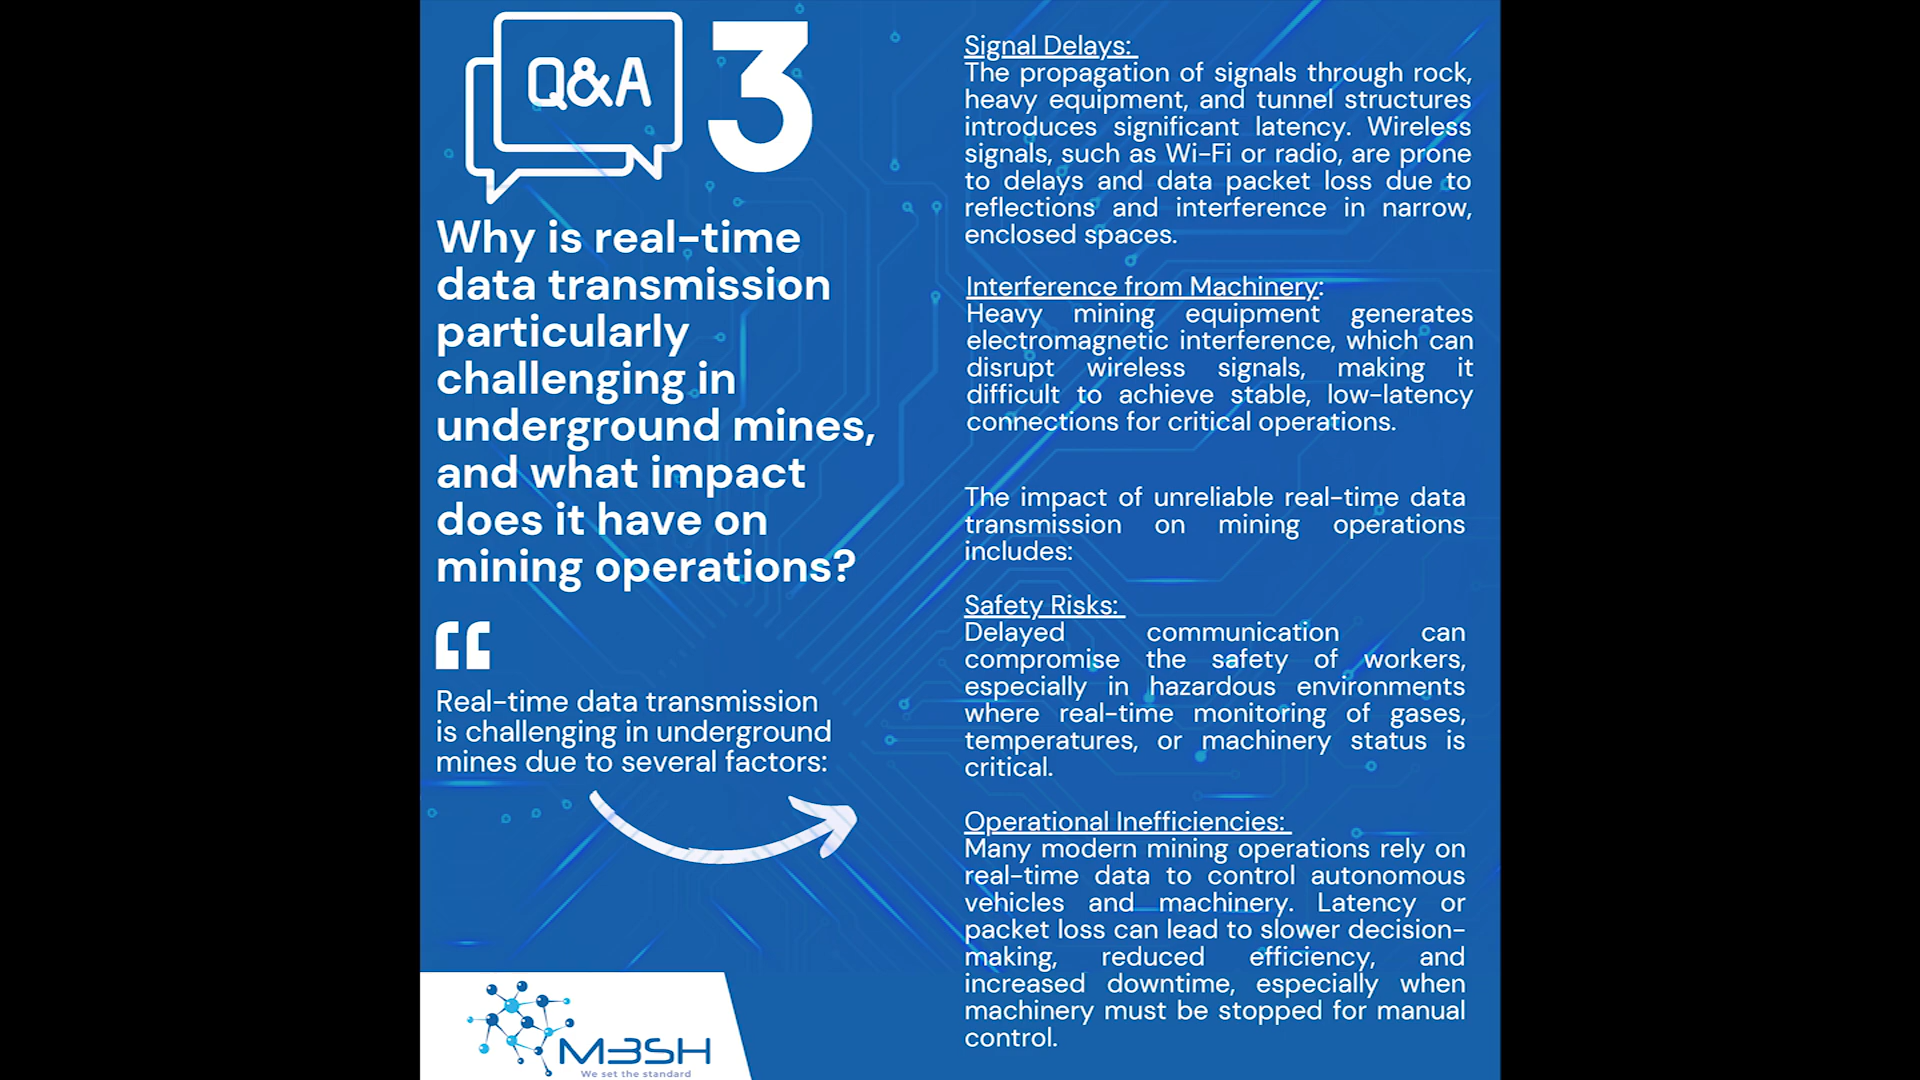 Q&A
3
Why is real-time
data transmission
particularly
challenging in
underground mines,
and what impact
does it have on
mining operations?
“
Real-time data transmission
is challenging in underground
mines due to several factors:
Signal Delays:
The propagation of signals through rock,
heavy equipment, and tunnel structures
introduces significant latency. Wireless
signals, such as Wi-Fi or radio, are prone
to delays and data packet loss due to
reflections and interference in narrow,
enclosed spaces.
Interference from Machinery:
Heavy mining equipment generates
electromagnetic interference, which can
disrupt wireless signals, making it
difficult to achieve stable, low-latency
connections for critical operations.
The impact of unreliable real-time data
transmission on mining operations
includes:
Safety Risks:
Delayed communication can
compromise the safety of workers,
especially in hazardous environments
where real-time monitoring of gases,
temperatures, or machinery status is
critical.
Operational Inefficiencies:
Many modern mining operations rely on
real-time data to control autonomous
vehicles and machinery. Latency or
packet loss can lead to slower decision-
making, reduced efficiency, and
increased downtime, especially when
machinery must be stopped for manual
control.
M3SH
We set the standard